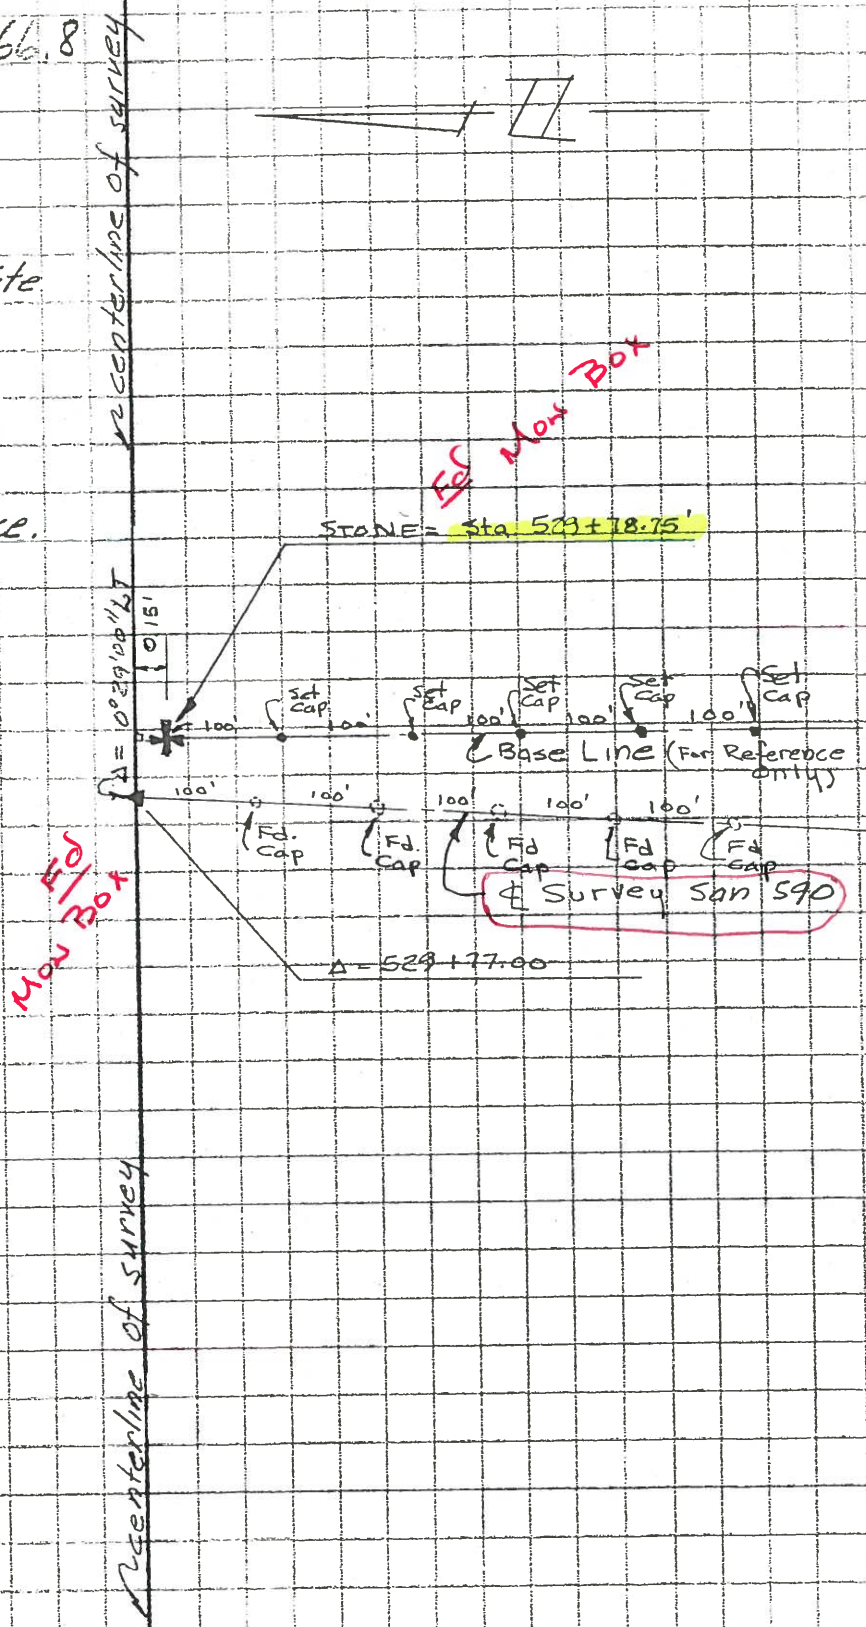 66.8
centerline of survey
Fd Mon Box
STONE = Sta 529+78.75'
Δ = 0°29'00" LT
0.15'
Set Cap
Set Cap
Set Cap
Set Cap
Set Cap
100'
100'
100'
100'
100'
Base Line (For Reference
only)
100'
100'
100'
100'
100'
Fd. Cap
Fd. Cap
Fd Cap
Fd Cap
Fd Cap
℄ Survey San 590
Fd
Mon Box
Δ = 529+77.00
centerline of survey